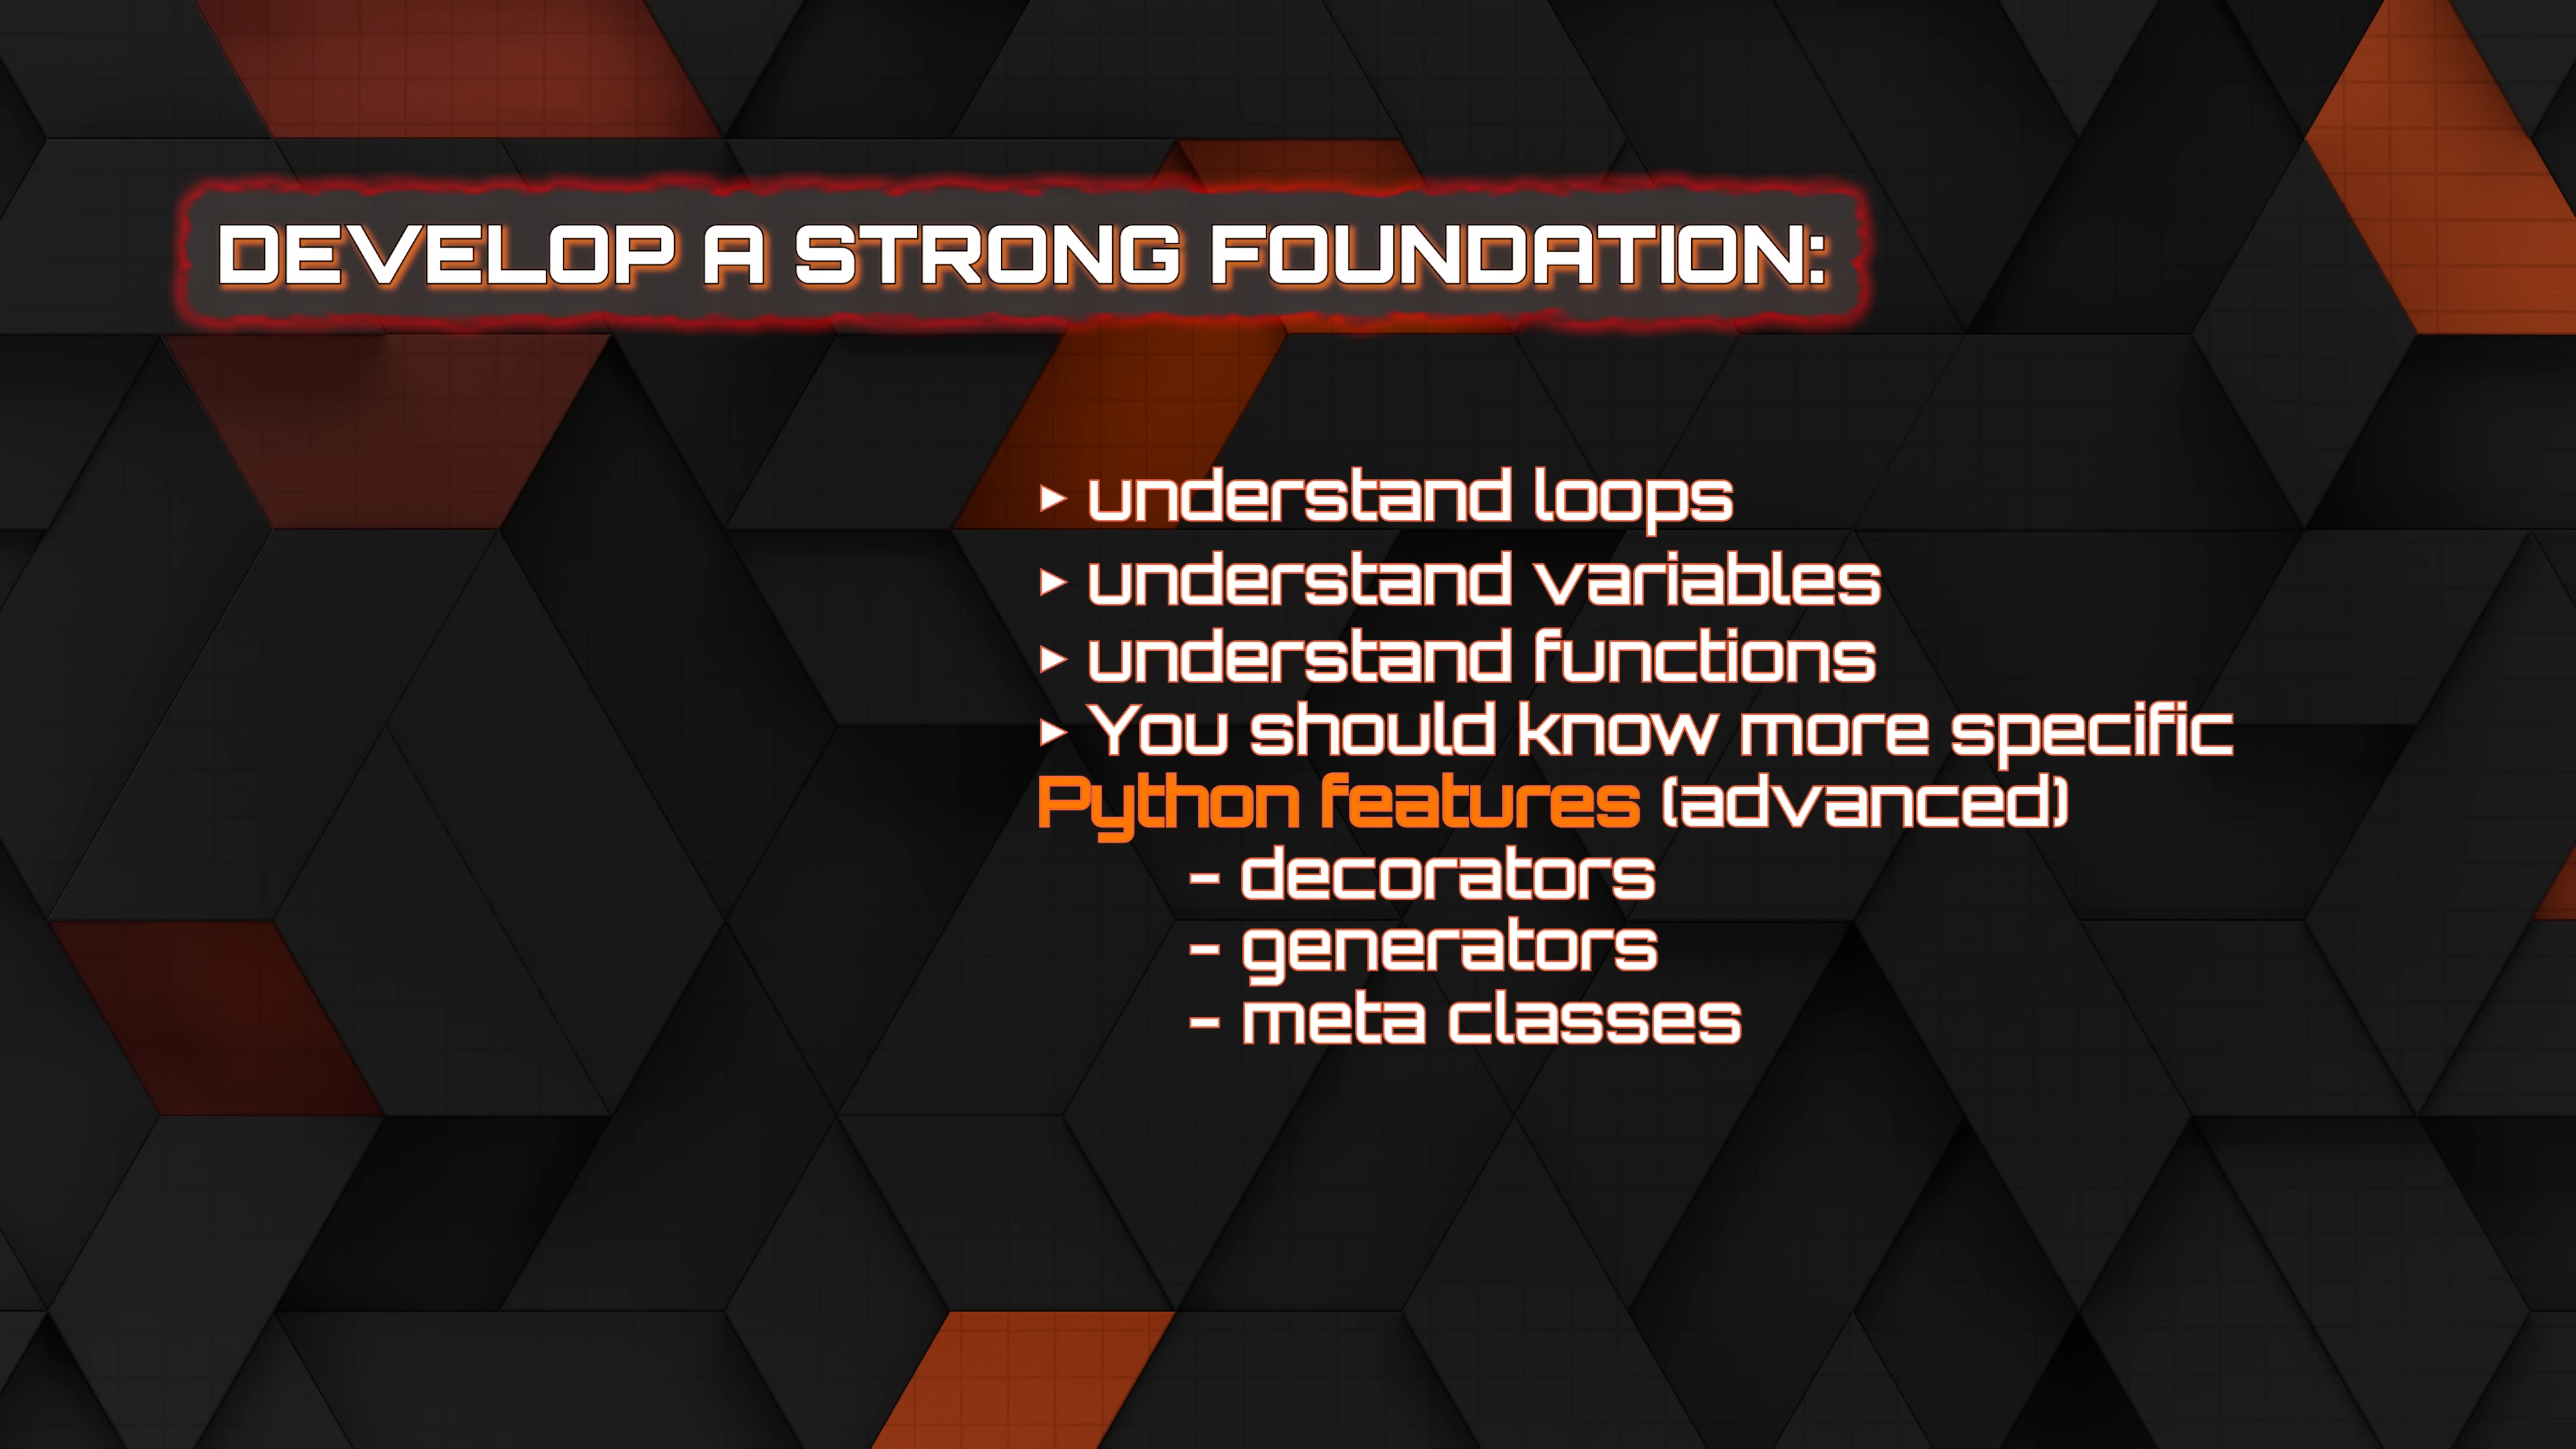 DEVELOP A STRONG FOUNDATION:
▸ understand loops
▸ understand variables
▸ understand functions
▸ You should know more specific
Python features (advanced)
- decorators
- generators
- meta classes